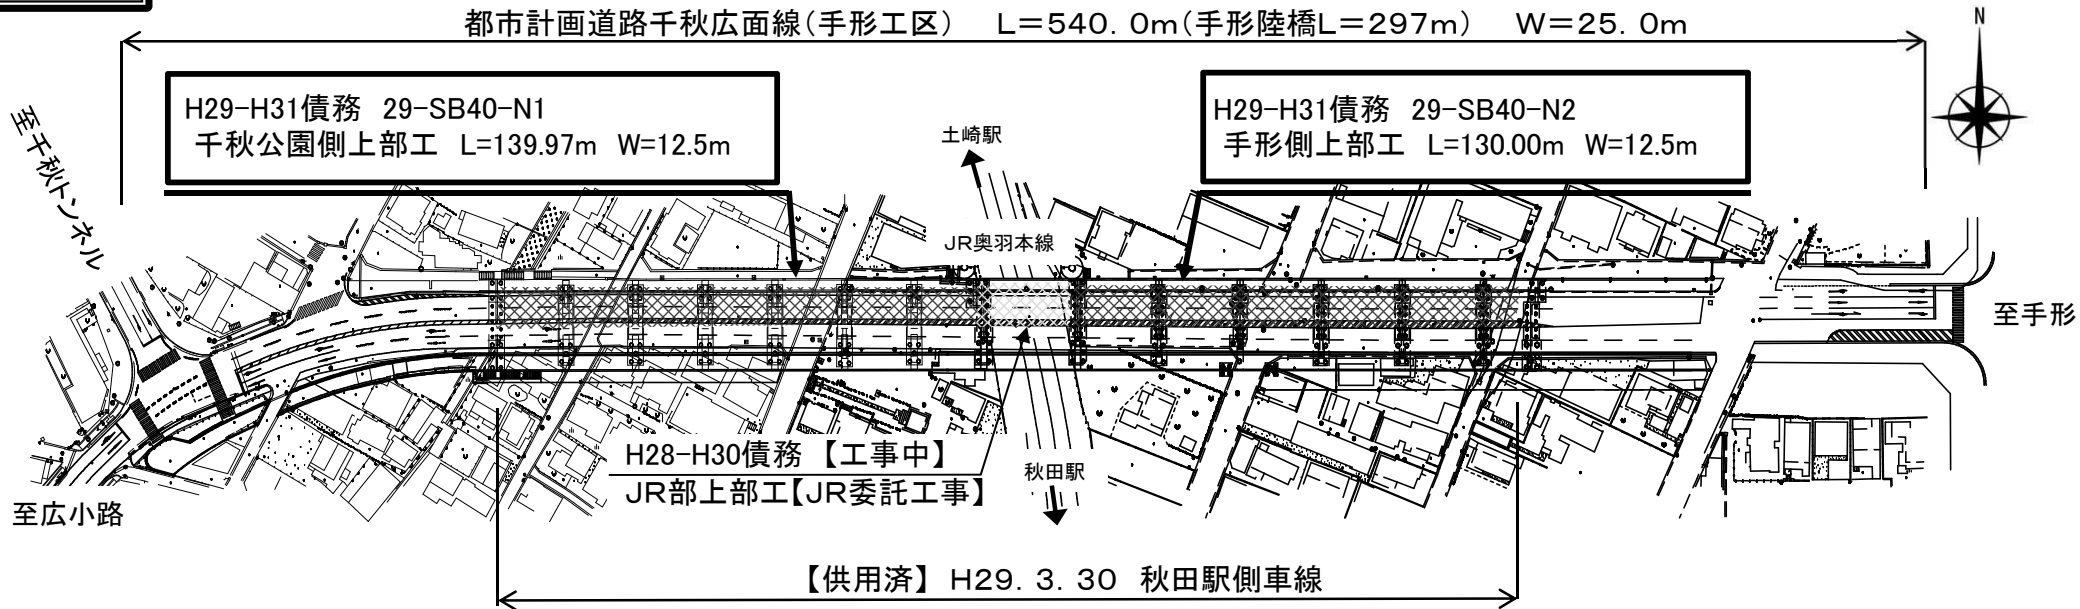 都市計画道路千秋広面線(手形工区) L=540.0m(手形陸橋L=297m) W=25.0m
N
H29-H31債務 29-SB40-N1
千秋公園側上部工 L=139.97m W=12.5m
H29-H31債務 29-SB40-N2
手形側上部工 L=130.00m W=12.5m
至千秋トンネル
土崎駅
JR奥羽本線
至手形
H28-H30債務 【工事中】
JR部上部工【JR委託工事】
秋田駅
至広小路
【供用済】 H29.3.30 秋田駅側車線